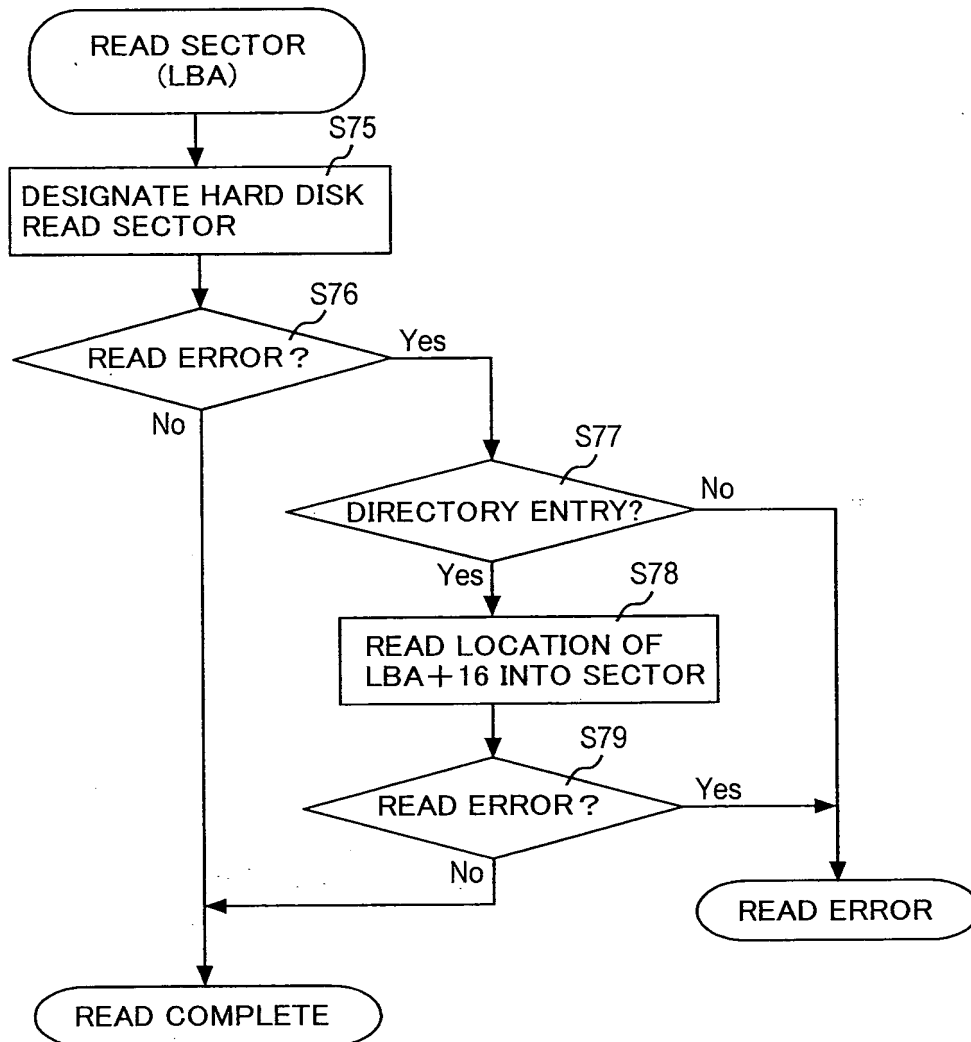 READ SECTOR
(LBA)
S75
DESIGNATE HARD DISK
READ SECTOR
S76
READ ERROR?
Yes
No
S77
DIRECTORY ENTRY?
No
Yes
S78
READ LOCATION OF
LBA+16 INTO SECTOR
S79
READ ERROR?
Yes
No
READ ERROR
READ COMPLETE